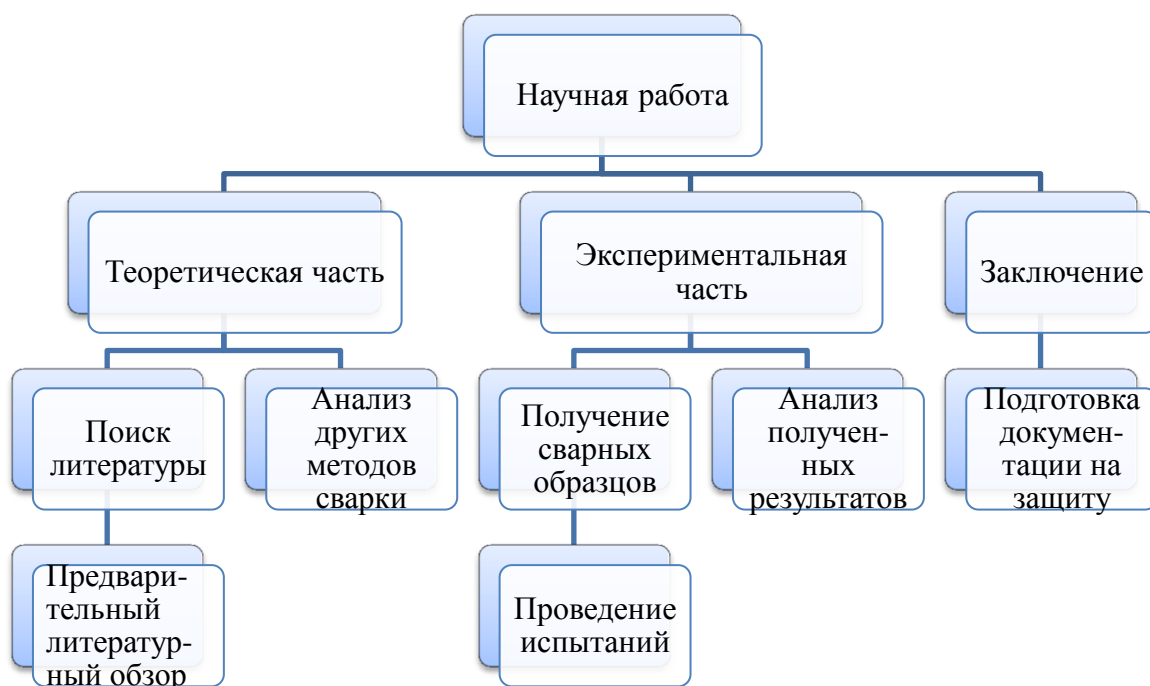 Научная работа
Теоретическая часть
Экспериментальная
часть
Заключение
Поиск
литературы
Анализ
других
методов
сварки
Получение
сварных
образцов
Анализ
получен-
ных
результатов
Подготовка
докумен-
тации на
защиту
Предвари-
тельный
литератур-
ный обзор
Проведение
испытаний